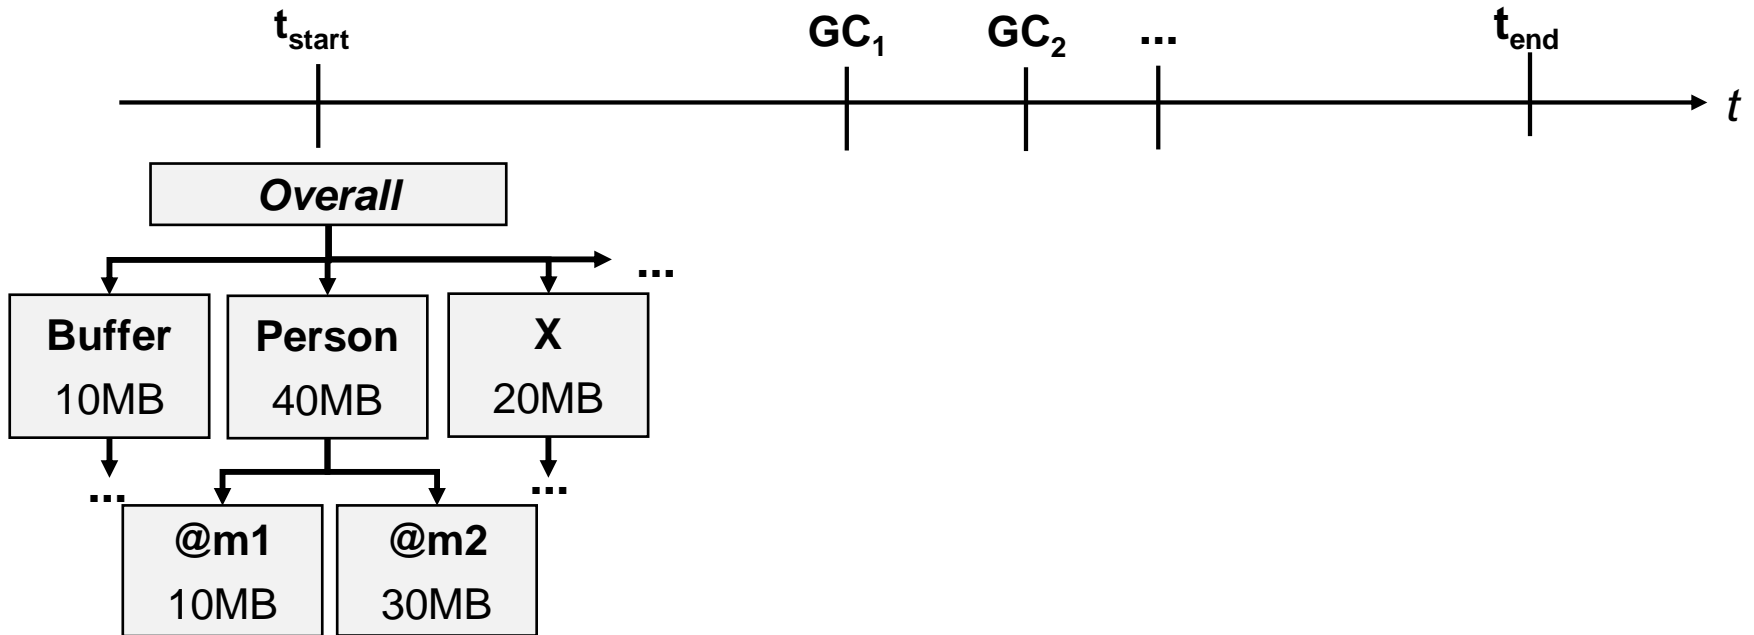 t_start GC_1 GC_2 ... t_end
t
Overall
...
Buffer Person X
10MB 40MB 20MB
... ...
@m1 @m2
10MB 30MB